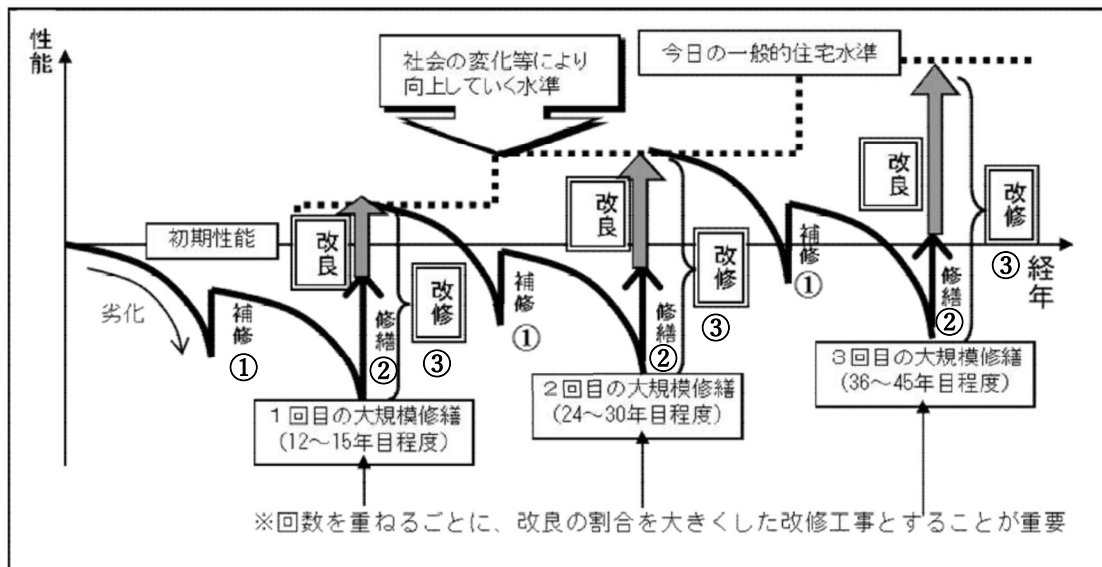 性能
社会の変化等により
向上していく水準
今日の一般的住宅水準
初期性能
劣化
補修
①
改良
修繕
②
改修
③
補修
①
改良
修繕
②
改修
③
補修
①
改良
修繕
②
改修
③
経年
1回目の大規模修繕
(12～15年目程度)
2回目の大規模修繕
(24～30年目程度)
3回目の大規模修繕
(36～45年目程度)
※回数を重ねるごとに、改良の割合を大きくした改修工事とすることが重要